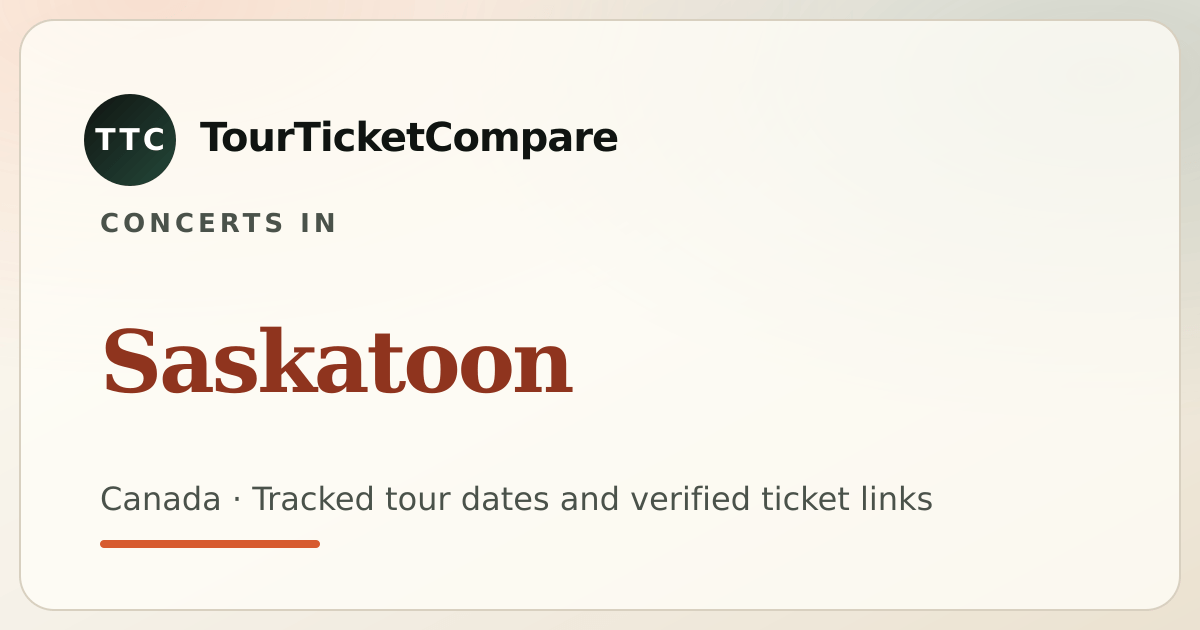 TTC TourTicketCompare
CONCERTS IN
Saskatoon
Canada · Tracked tour dates and verified ticket links